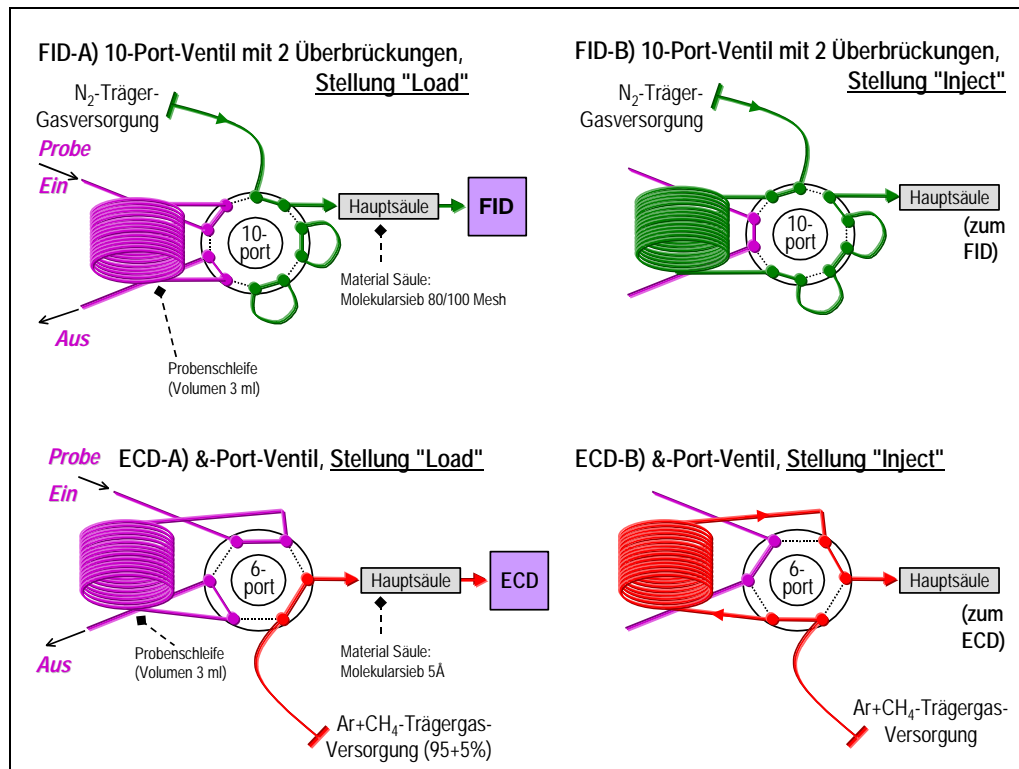 FID-A) 10-Port-Ventil mit 2 Überbrückungen,
Stellung "Load"
N2-Träger-
Gasversorgung
Probe
Ein
10-
port
Hauptsäule
FID
Material Säule:
Molekularsieb 80/100 Mesh
Aus
Probenschleife
(Volumen 3 ml)
FID-B) 10-Port-Ventil mit 2 Überbrückungen,
Stellung "Inject"
N2-Träger-
Gasversorgung
10-
port
Hauptsäule
(zum
FID)
ECD-A) &-Port-Ventil, Stellung "Load"
Probe
Ein
6-
port
Hauptsäule
ECD
Material Säule:
Molekularsieb 5Å
Aus
Probenschleife
(Volumen 3 ml)
Ar+CH4-Trägergas-
Versorgung (95+5%)
ECD-B) &-Port-Ventil, Stellung "Inject"
6-
port
Hauptsäule
(zum
ECD)
Ar+CH4-Trägergas-
Versorgung